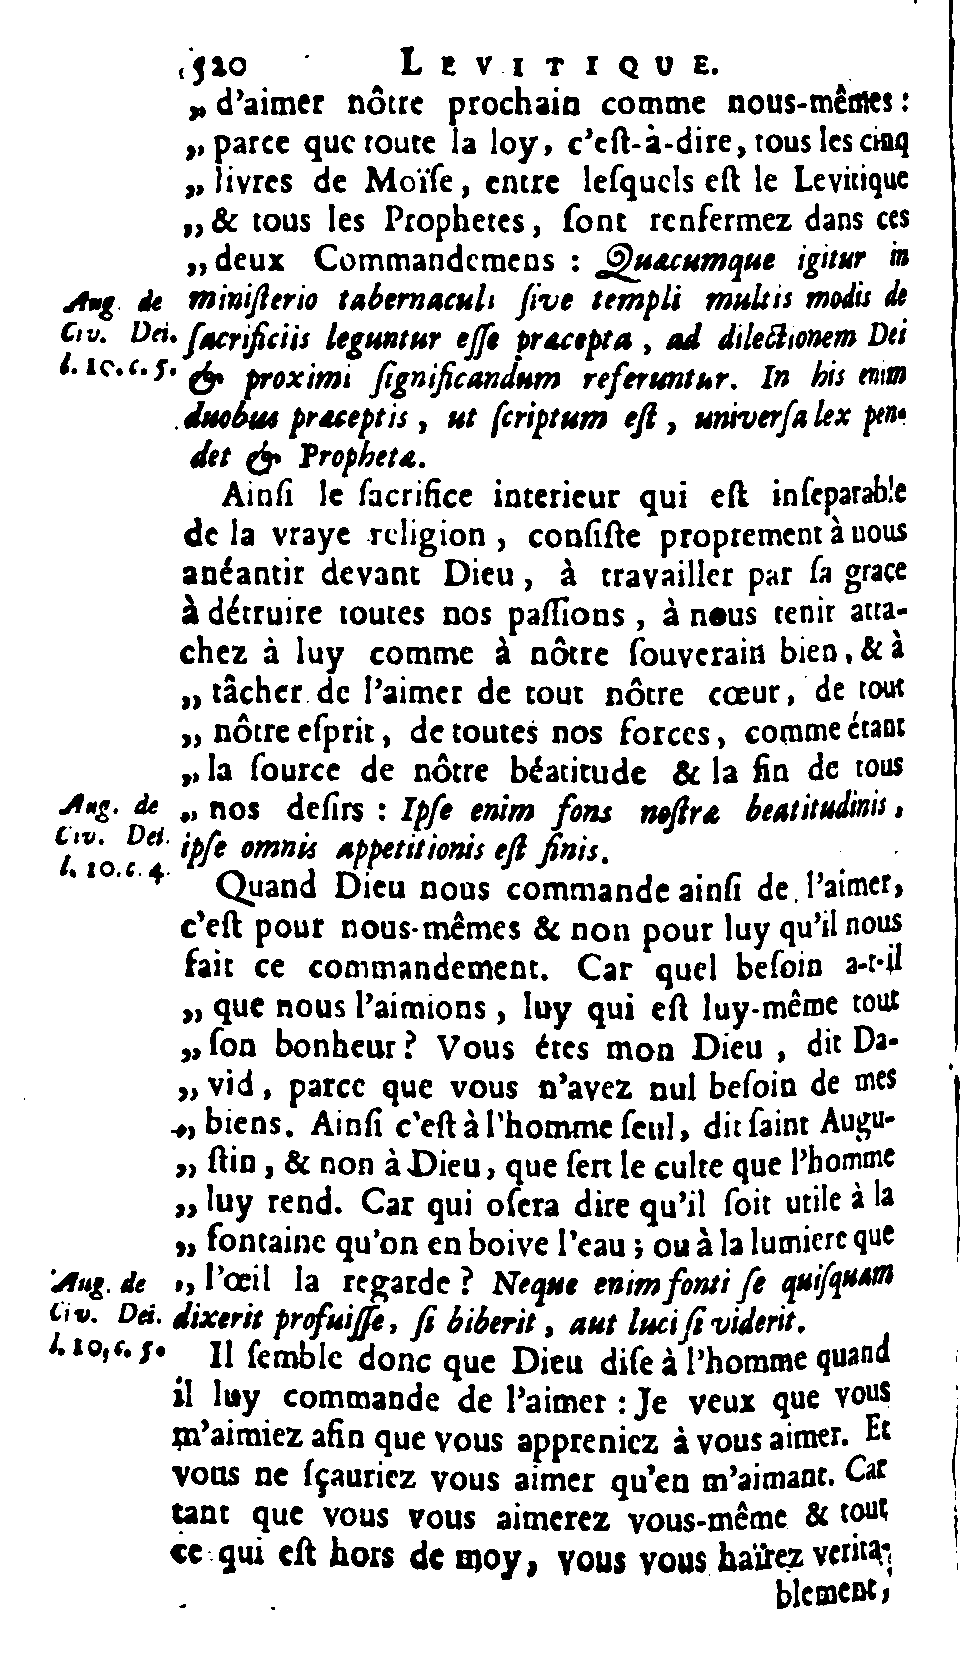 520 LEVITIQUE.
„ d'aimer nôtre prochain comme nous-mêmes :
„ parce que toute la loy, c'eſt-à-dire, tous les cinq
„ livres de Moïſe, entre leſquels eſt le Levitique
„ & tous les Prophetes, ſont renfermez dans ces
„ deux Commandemens : Quæcumque igitur in
Aug. de
miniſterio tabernaculi ſive templi multis modis de
Civ. Dei.
ſacrificiis leguntur eſſe præcepta, ad dilectionem Dei
l. 10. c. 5.
& proximi ſignificandum referuntur. In his enim
duobus præceptis, ut ſcriptum eſt, univerſa lex pen-
det & Prophetæ.
Ainſi le ſacrifice interieur qui eſt inſeparable
de la vraye religion, conſiſte proprement à nous
anéantir devant Dieu, à travailler par ſa grace
à détruire toutes nos paſſions, à nous tenir atta-
chez à luy comme à nôtre ſouverain bien, & à
„ tâcher de l'aimer de tout nôtre cœur, de tout
„ nôtre eſprit, de toutes nos forces, comme étant
„ la ſource de nôtre béatitude & la fin de tous
Aug. de
„ nos deſirs : Ipſe enim fons noſtræ beatitudinis,
Civ. Dei.
ipſe omnis appetitionis eſt finis.
l. 10. c. 4.
Quand Dieu nous commande ainſi de l'aimer,
c'eſt pour nous-mêmes & non pour luy qu'il nous
fait ce commandement. Car quel beſoin a-t-il
„ que nous l'aimions, luy qui eſt luy-même tout
„ ſon bonheur ? Vous étes mon Dieu, dit Da-
„ vid, parce que vous n'avez nul beſoin de mes
„ biens. Ainſi c'eſt à l'homme ſeul, dit ſaint Augu-
„ ſtin, & non à Dieu, que ſert le culte que l'homme
„ luy rend. Car qui oſera dire qu'il ſoit utile à la
„ fontaine qu'on en boive l'eau ; ou à la lumiere que
Aug. de
„ l'œil la regarde ? Neque enim fonti ſe quiſquam
Civ. Dei.
dixerit profuiſſe, ſi biberit, aut luci ſi viderit.
l. 10, c. 5.
Il ſemble donc que Dieu diſe à l'homme quand
il luy commande de l'aimer : Je veux que vous
m'aimiez afin que vous appreniez à vous aimer. Et
vous ne ſçauriez vous aimer qu'en m'aimant. Car
tant que vous vous aimerez vous-même & tout
ce qui eſt hors de moy, vous vous haïrez verita-
blement,